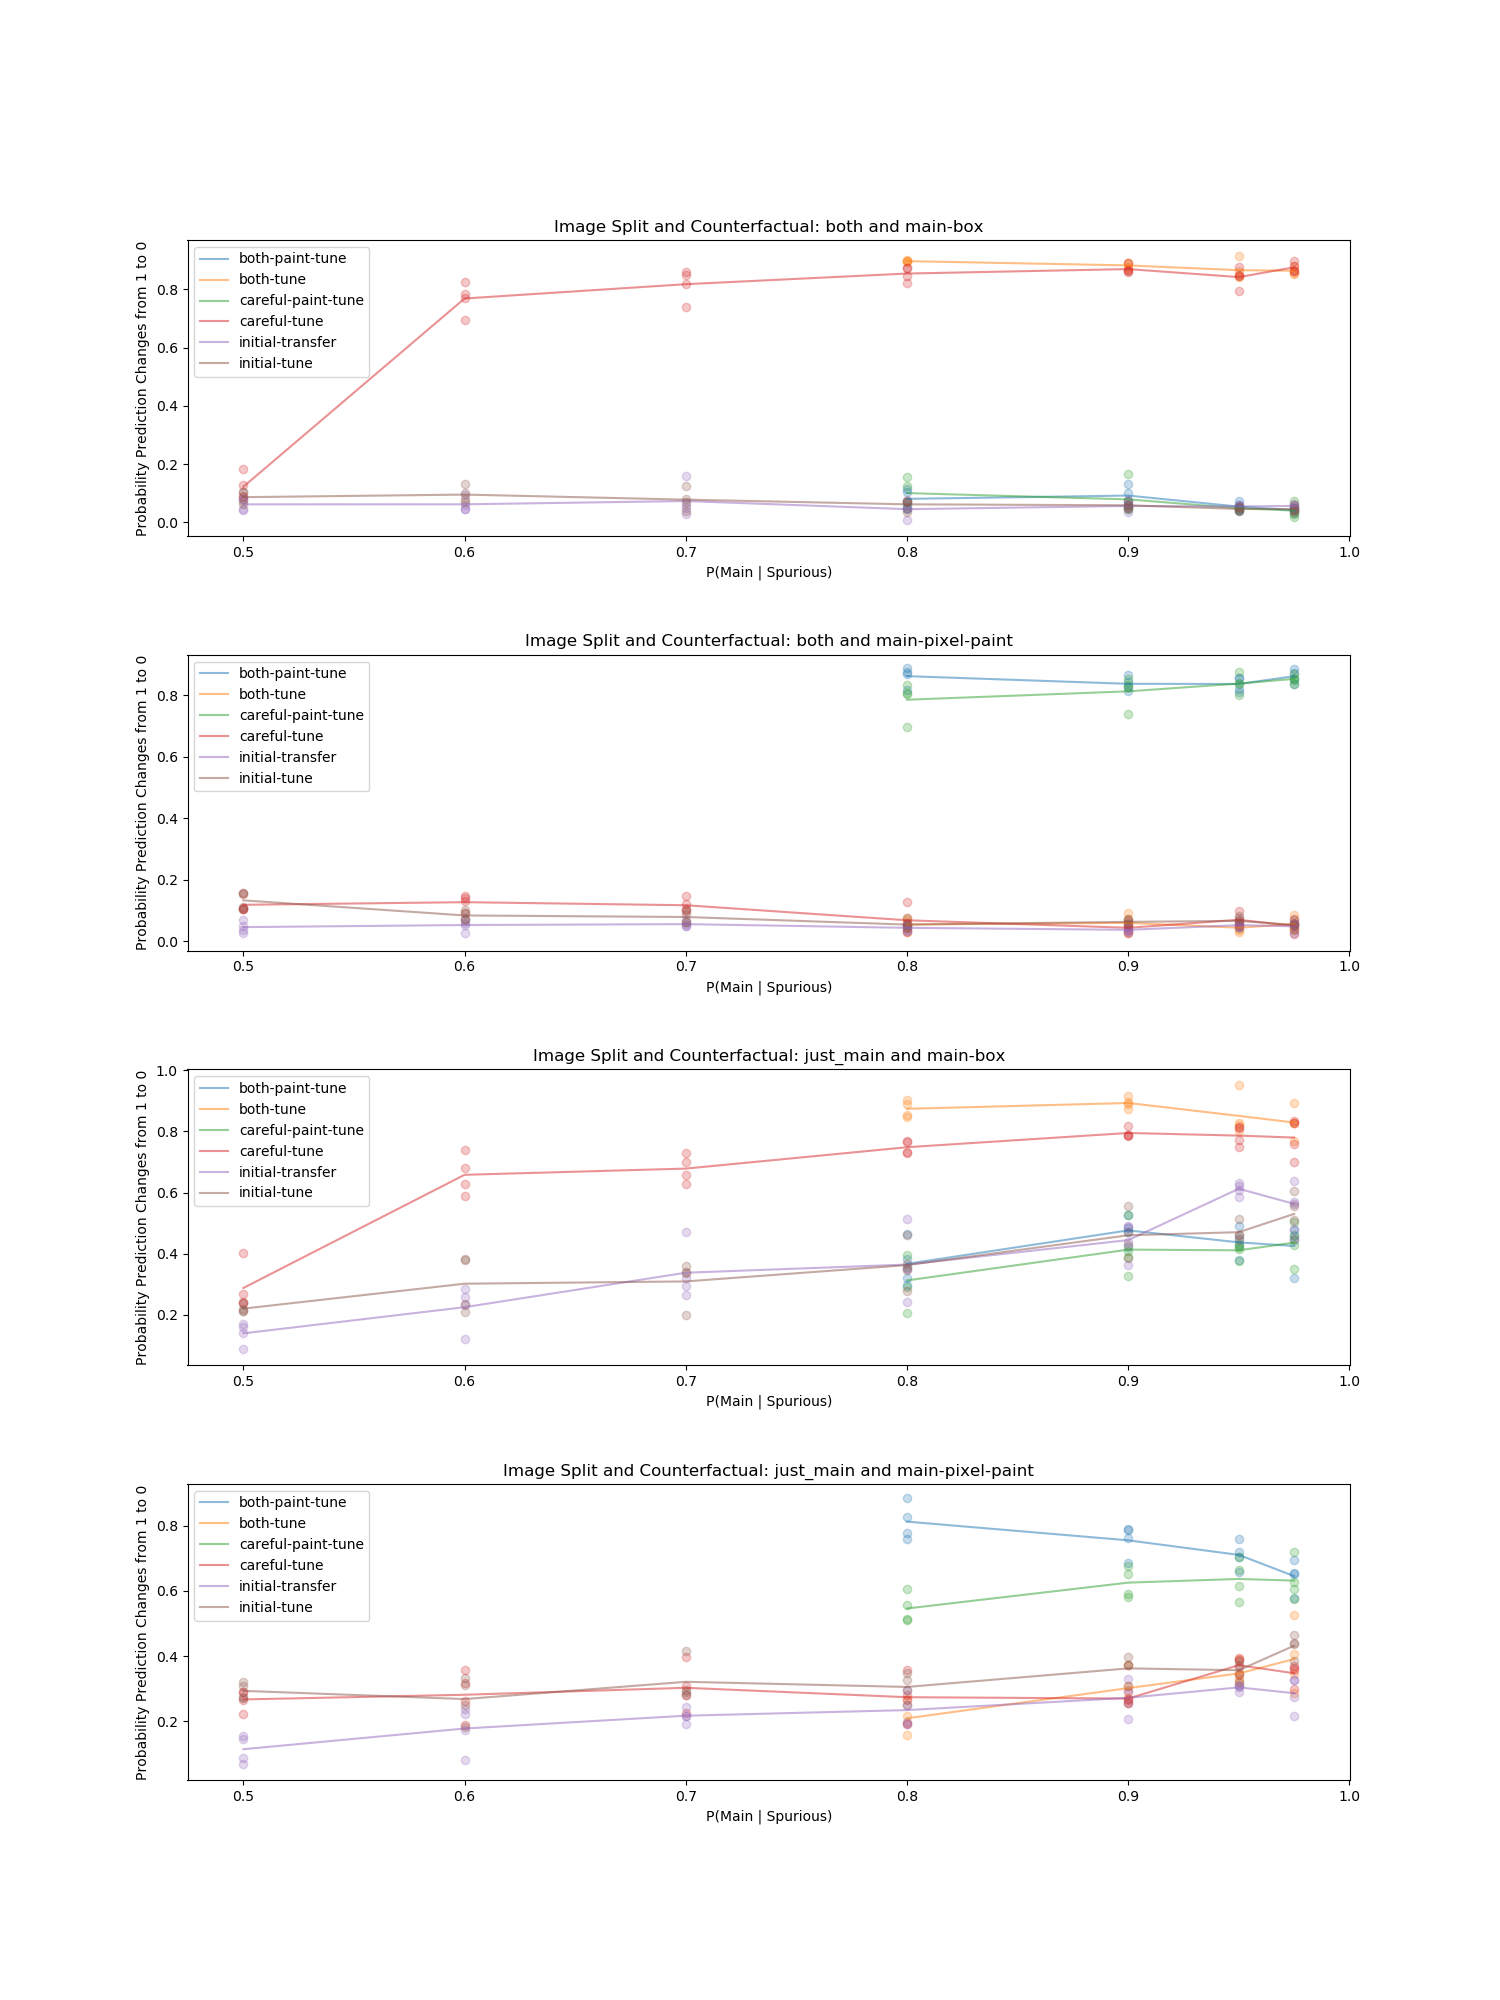 Image Split and Counterfactual: both and main-box
Probability Prediction Changes from 1 to 0
both-paint-tune
both-tune
careful-paint-tune
careful-tune
initial-transfer
initial-tune
0.8
0.6
0.4
0.2
0.0
0.5 0.6 0.7 0.8 0.9 1.0
P(Main | Spurious)
Image Split and Counterfactual: both and main-pixel-paint
Probability Prediction Changes from 1 to 0
both-paint-tune
both-tune
careful-paint-tune
careful-tune
initial-transfer
initial-tune
0.8
0.6
0.4
0.2
0.0
0.5 0.6 0.7 0.8 0.9 1.0
P(Main | Spurious)
Image Split and Counterfactual: just_main and main-box
Probability Prediction Changes from 1 to 0
both-paint-tune
both-tune
careful-paint-tune
careful-tune
initial-transfer
initial-tune
1.0
0.8
0.6
0.4
0.2
0.5 0.6 0.7 0.8 0.9 1.0
P(Main | Spurious)
Image Split and Counterfactual: just_main and main-pixel-paint
Probability Prediction Changes from 1 to 0
both-paint-tune
both-tune
careful-paint-tune
careful-tune
initial-transfer
initial-tune
0.8
0.6
0.4
0.2
0.5 0.6 0.7 0.8 0.9 1.0
P(Main | Spurious)